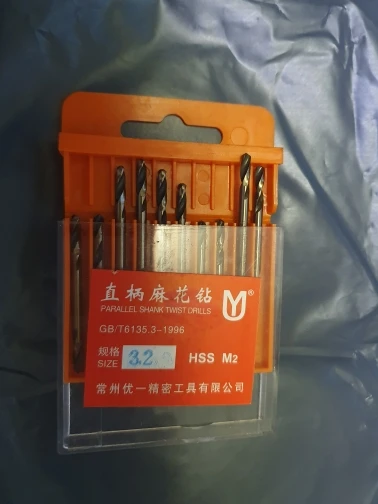 直柄麻花钻
®
PARALLEL SHANK TWIST DRILLS
GB/T6135.3-1996
规格 SIZE 3.2 HSS M2
常州优一精密工具有限公司